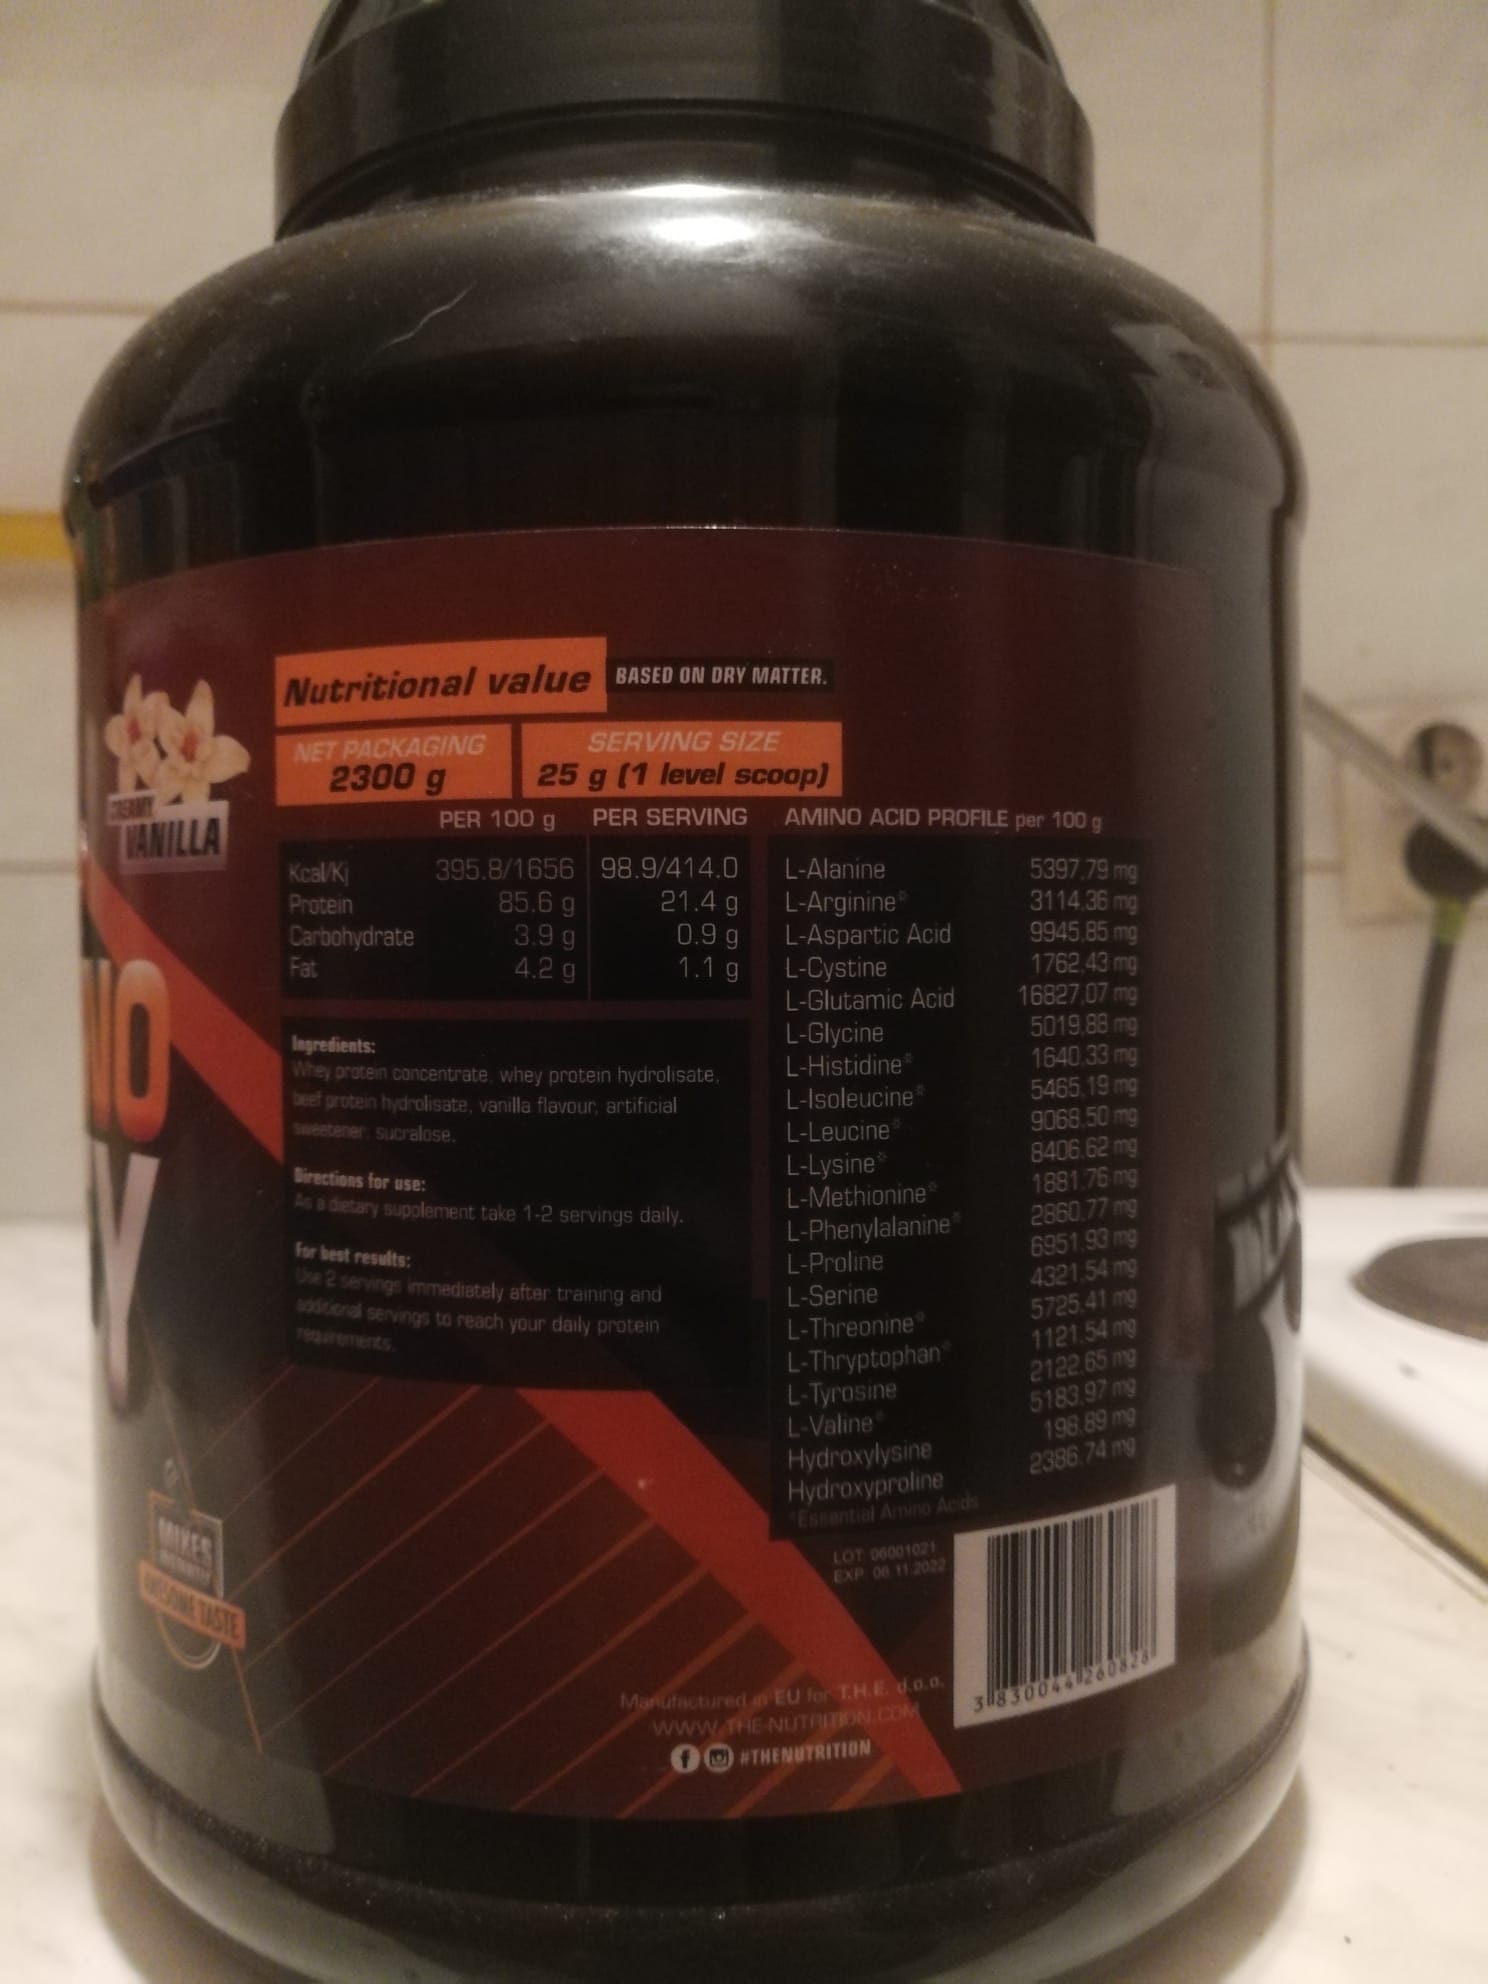 Nutritional value BASED ON DRY MATTER.
NET PACKAGING
2300 g
SERVING SIZE
25 g (1 level scoop)
PER 100 g PER SERVING
Kcal/Kj 395.8/1656 98.9/414.0
Protein 85.6 g 21.4 g
Carbohydrate 3.9 g 0.9 g
Fat 4.2 g 1.1 g
Ingredients:
Whey protein concentrate, whey protein hydrolisate,
beef protein hydrolisate, vanilla flavour, artificial
sweetener: sucralose.
Directions for use:
As a dietary supplement take 1-2 servings daily.
For best results:
Use 2 servings immediately after training and
additional servings to reach your daily protein
requirements.
AMINO ACID PROFILE per 100 g
L-Alanine 5397,79 mg
L-Arginine* 3114,36 mg
L-Aspartic Acid 9945,85 mg
L-Cystine 1762,43 mg
L-Glutamic Acid 16827,07 mg
L-Glycine 5019,88 mg
L-Histidine* 1640,33 mg
L-Isoleucine* 5465,19 mg
L-Leucine* 9068,50 mg
L-Lysine* 8406,62 mg
L-Methionine* 1881,76 mg
L-Phenylalanine* 2860,77 mg
L-Proline 6951,93 mg
L-Serine 4321,54 mg
L-Threonine* 5725,41 mg
L-Thryptophan* 1121,54 mg
L-Tyrosine 2122,65 mg
L-Valine* 5183,97 mg
Hydroxylysine 198,89 mg
Hydroxyproline 2386,74 mg
*Essential Amino Acids
LOT: 06001021
EXP: 06.11.2022
3 830044 260828
Manufactured in EU for T.H.E. d.o.o.
WWW.THE-NUTRITION.COM
#THENUTRITION
CREAMY
VANILLA
NO
Y
MIXES
AWESOME TASTE